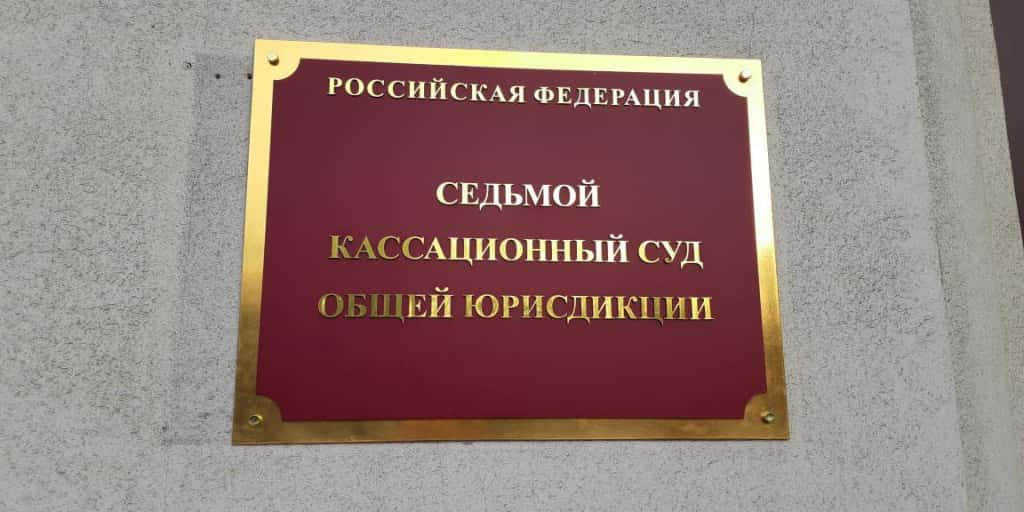 РОССИЙСКАЯ ФЕДЕРАЦИЯ
СЕДЬМОЙ
КАССАЦИОННЫЙ СУД
ОБЩЕЙ ЮРИСДИКЦИИ